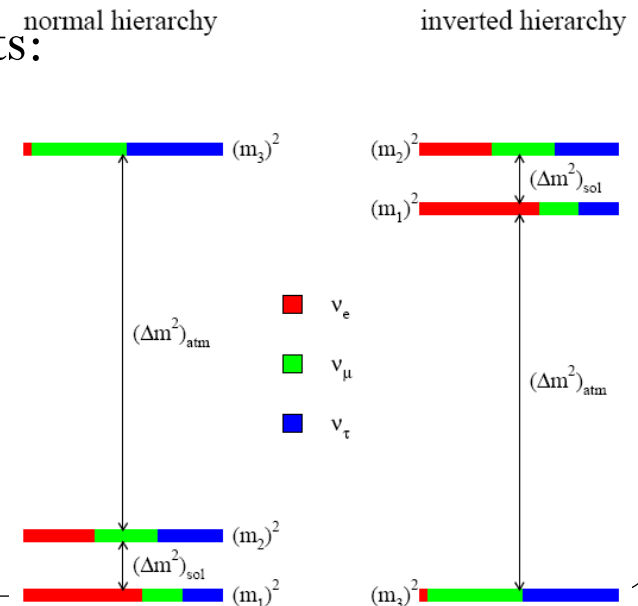 normal hierarchy
inverted hierarchy
ts:
(m₃)²
(m₂)²
(Δm²)sol
(m₁)²
νe
(Δm²)atm
νμ
(Δm²)atm
ντ
(m₂)²
(Δm²)sol
(m₁)²
(m₃)²